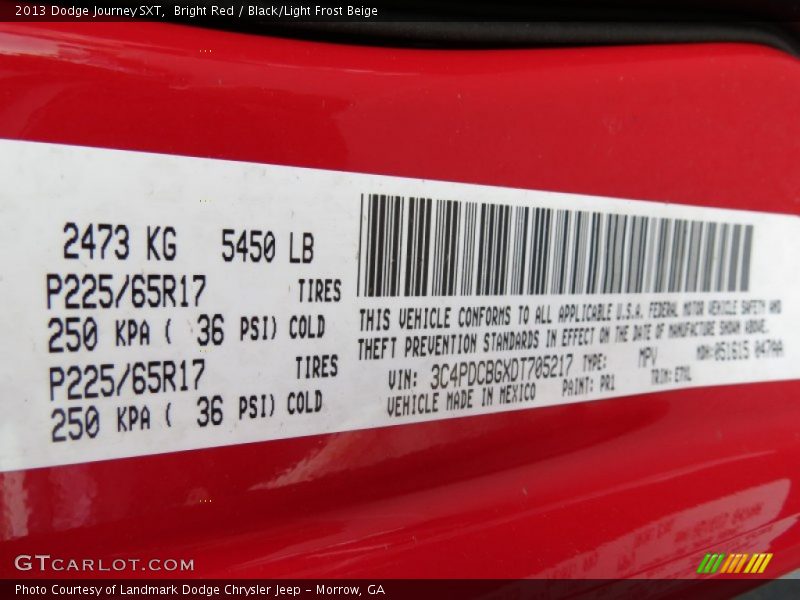 2013 Dodge Journey SXT, Bright Red / Black/Light Frost Beige
2473 KG 5450 LB
P225/65R17 TIRES
250 KPA ( 36 PSI) COLD
P225/65R17 TIRES
250 KPA ( 36 PSI) COLD
THIS VEHICLE CONFORMS TO ALL APPLICABLE U.S.A. FEDERAL MOTOR VEHICLE SAFETY AND
THEFT PREVENTION STANDARDS IN EFFECT ON THE DATE OF MANUFACTURE SHOWN ABOVE.
VIN: 3C4PDCBGXDT705217 TYPE: MPV MDH:051615 047AA
VEHICLE MADE IN MEXICO PAINT: PR1 TRIM:
GTCARLOT.COM
Photo Courtesy of Landmark Dodge Chrysler Jeep - Morrow, GA